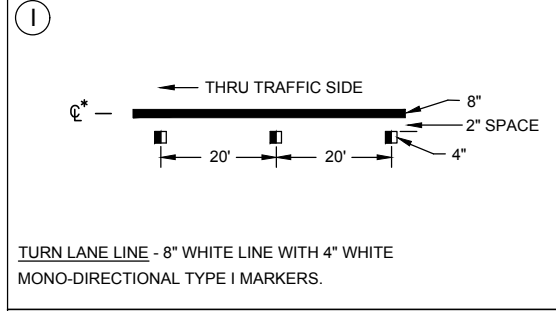 I
THRU TRAFFIC SIDE
℄* 8"
2" SPACE
20' 20' 4"
TURN LANE LINE - 8" WHITE LINE WITH 4" WHITE
MONO-DIRECTIONAL TYPE I MARKERS.